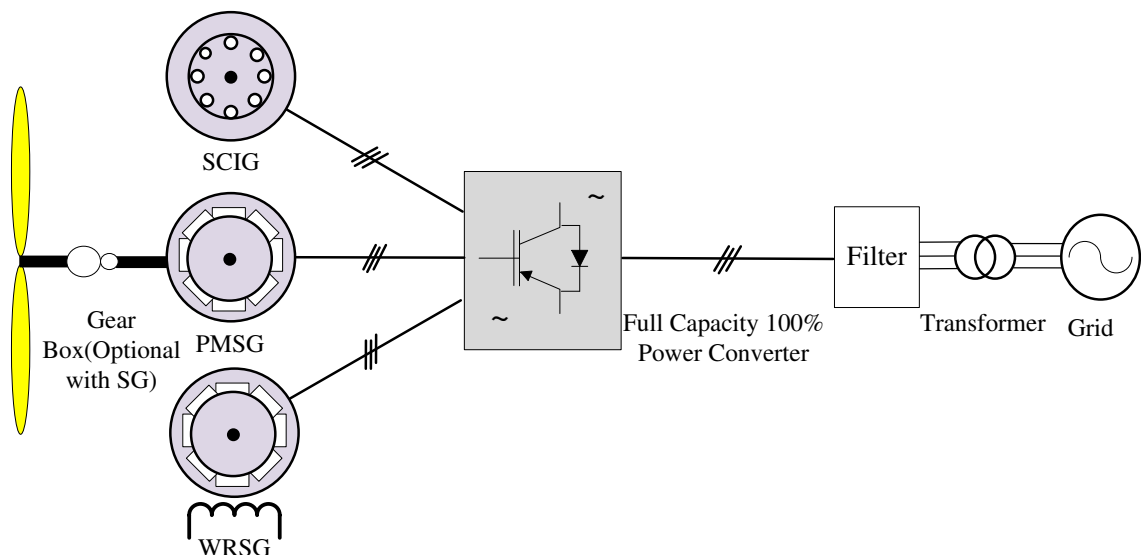 SCIG
~
~
Gear
Box(Optional
with SG)
PMSG
Full Capacity 100%
Power Converter
Filter
Transformer
Grid
WRSG